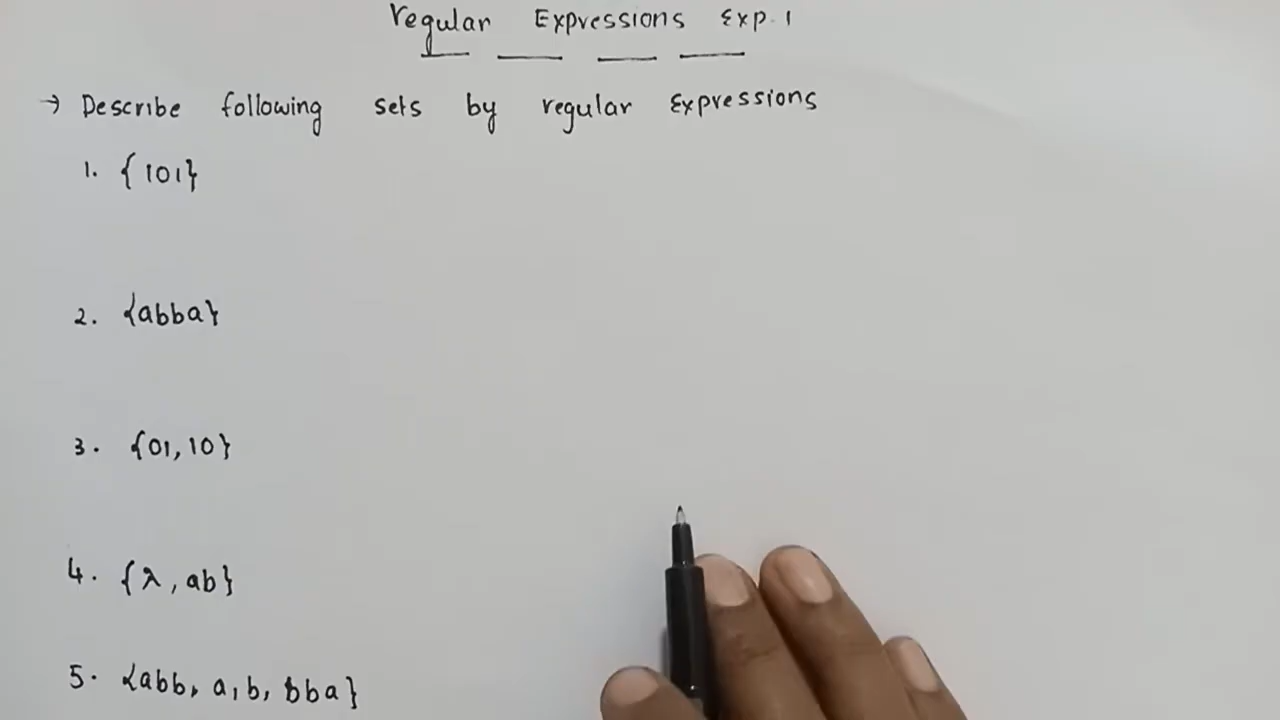 regular Expressions Exp. 1
→ Describe following sets by regular Expressions
1. {101}
2. {abba}
3. {01, 10}
4. {λ, ab}
5. {abb, a, b, bba}